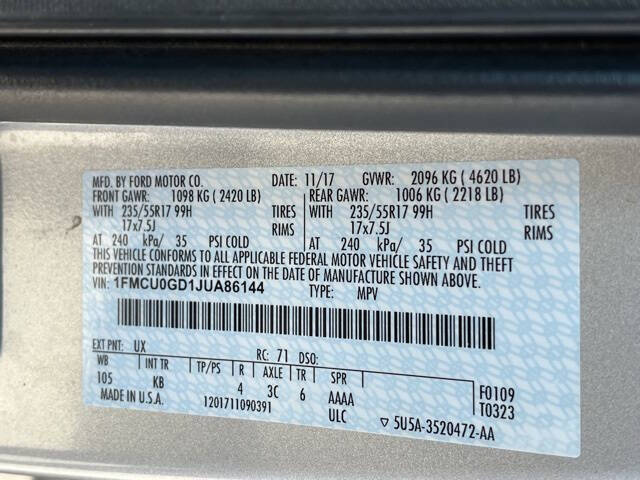 MFD. BY FORD MOTOR CO. DATE: 11/17 GVWR: 2096 KG ( 4620 LB)
FRONT GAWR: 1098 KG ( 2420 LB) REAR GAWR: 1006 KG ( 2218 LB)
WITH 235/55R17 99H TIRES WITH 235/55R17 99H TIRES
17x7.5J RIMS 17x7.5J RIMS
AT 240 kPa/ 35 PSI COLD AT 240 kPa/ 35 PSI COLD
THIS VEHICLE CONFORMS TO ALL APPLICABLE FEDERAL MOTOR VEHICLE SAFETY AND THEFT
PREVENTION STANDARDS IN EFFECT ON THE DATE OF MANUFACTURE SHOWN ABOVE.
VIN: 1FMCU0GD1JUA86144 TYPE: MPV
EXT PNT: UX RC: 71 DSO:
WB INT TR TP/PS R AXLE TR SPR
105 KB 4 3C 6 AAAA F0109
MADE IN U.S.A. 1201711090391 ULC T0323
▽ 5U5A-3520472-AA